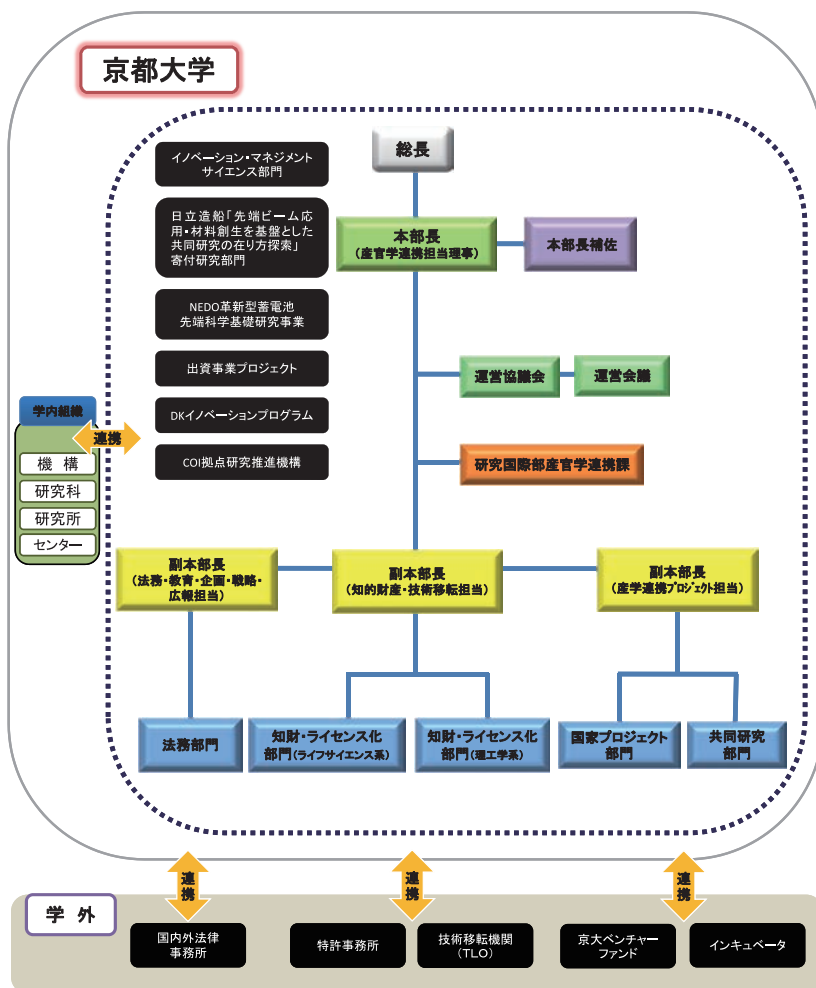 京都大学
総長
イノベーション・マネジメント
サイエンス部門
日立造船「先端ビーム応
用・材料創生を基盤とした
共同研究の在り方探索」
寄付研究部門
本部長
(産官学連携担当理事)
本部長補佐
NEDO革新型蓄電池
先端科学基礎研究事業
出資事業プロジェクト
運営協議会
運営会議
DKイノベーションプログラム
COI拠点研究推進機構
研究国際部産官学連携課
学内組織
連携
機 構
研究科
研究所
センター
副本部長
(法務・教育・企画・戦略・
広報担当)
副本部長
(知的財産・技術移転担当)
副本部長
(産学連携プロジェクト担当)
法務部門
知財・ライセンス化
部門(ライフサイエンス系)
知財・ライセンス化
部門(理工学系)
国家プロジェクト
部門
共同研究
部門
連携
連携
連携
学 外
国内外法律
事務所
特許事務所
技術移転機関
(TLO)
京大ベンチャー
ファンド
インキュベータ